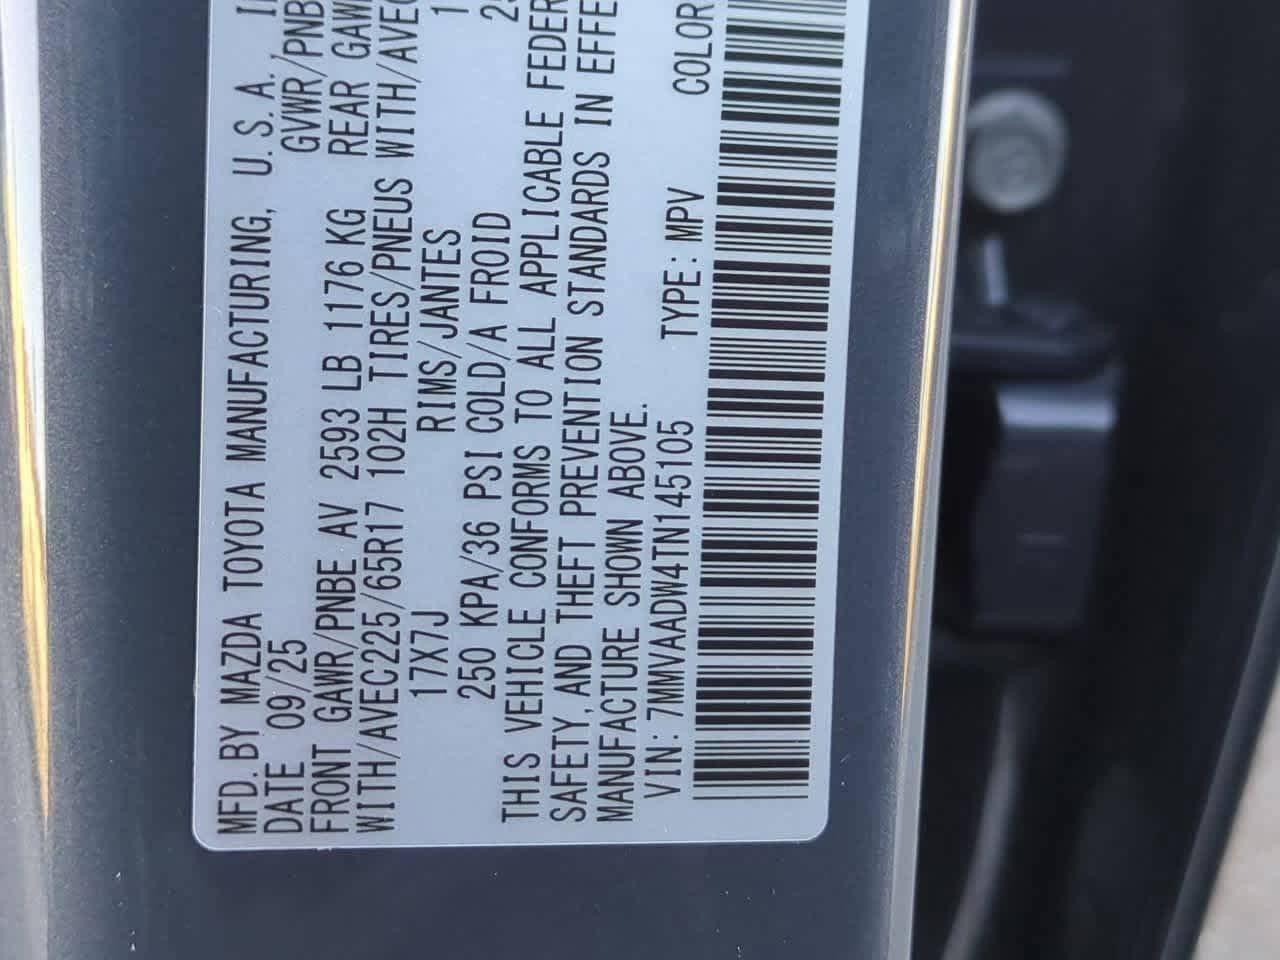 MFD. BY MAZDA TOYOTA MANUFACTURING, U. S. A.,
DATE 09/25 GVWR/PNB
FRONT GAWR/PNBE AV 2593 LB 1176 KG REAR GAW
WITH/AVEC225/65R17 102H TIRES/PNEUS WITH/AVEC
17X7J RIMS/JANTES 1
250 KPA/36 PSI COLD/A FROID 25
THIS VEHICLE CONFORMS TO ALL APPLICABLE FEDER
SAFETY, AND THEFT PREVENTION STANDARDS IN EFFE
MANUFACTURE SHOWN ABOVE.
VIN: 7MMVAADW4TN145105 TYPE: MPV COLOR